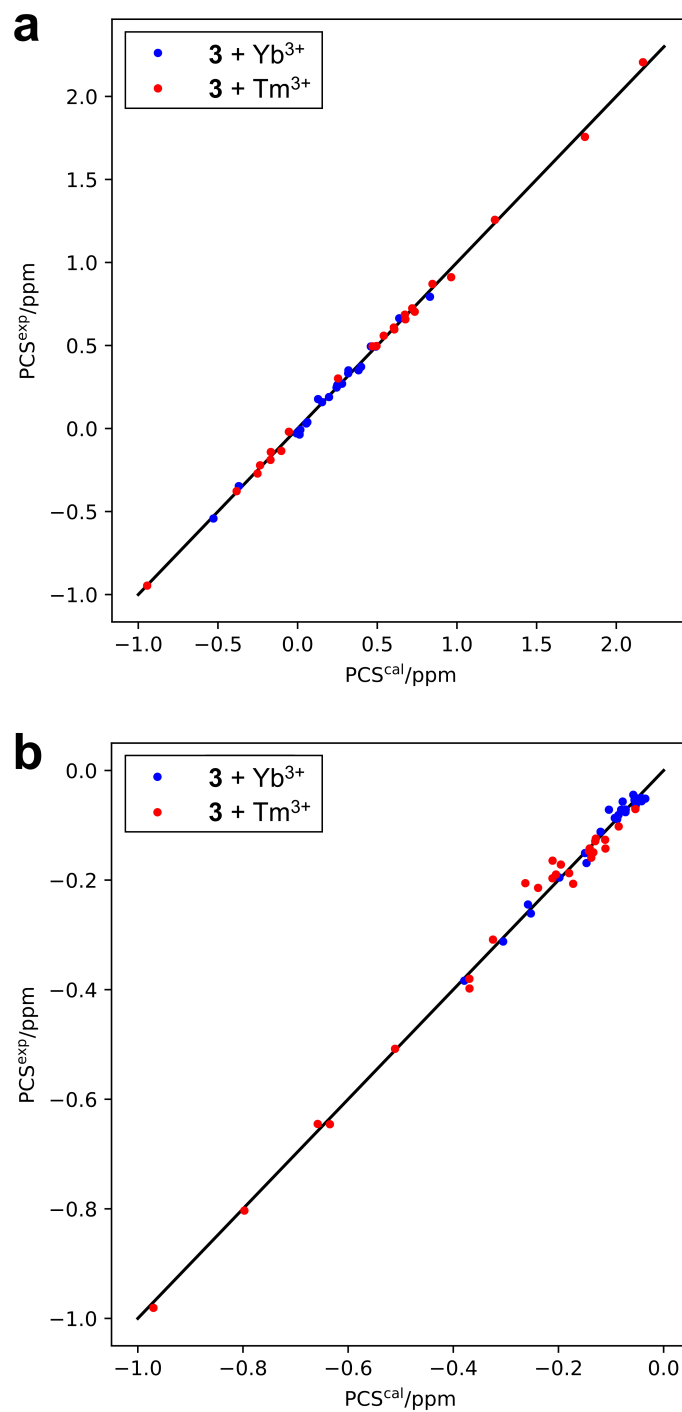 a
3 + Yb³⁺
3 + Tm³⁺
2.0
1.5
1.0
0.5
0.0
−0.5
−1.0
PCSᵉˣᵖ/ppm
−1.0 −0.5 0.0 0.5 1.0 1.5 2.0
PCSᶜᵃˡ/ppm
b
3 + Yb³⁺
3 + Tm³⁺
0.0
−0.2
−0.4
−0.6
−0.8
−1.0
PCSᵉˣᵖ/ppm
−1.0 −0.8 −0.6 −0.4 −0.2 0.0
PCSᶜᵃˡ/ppm